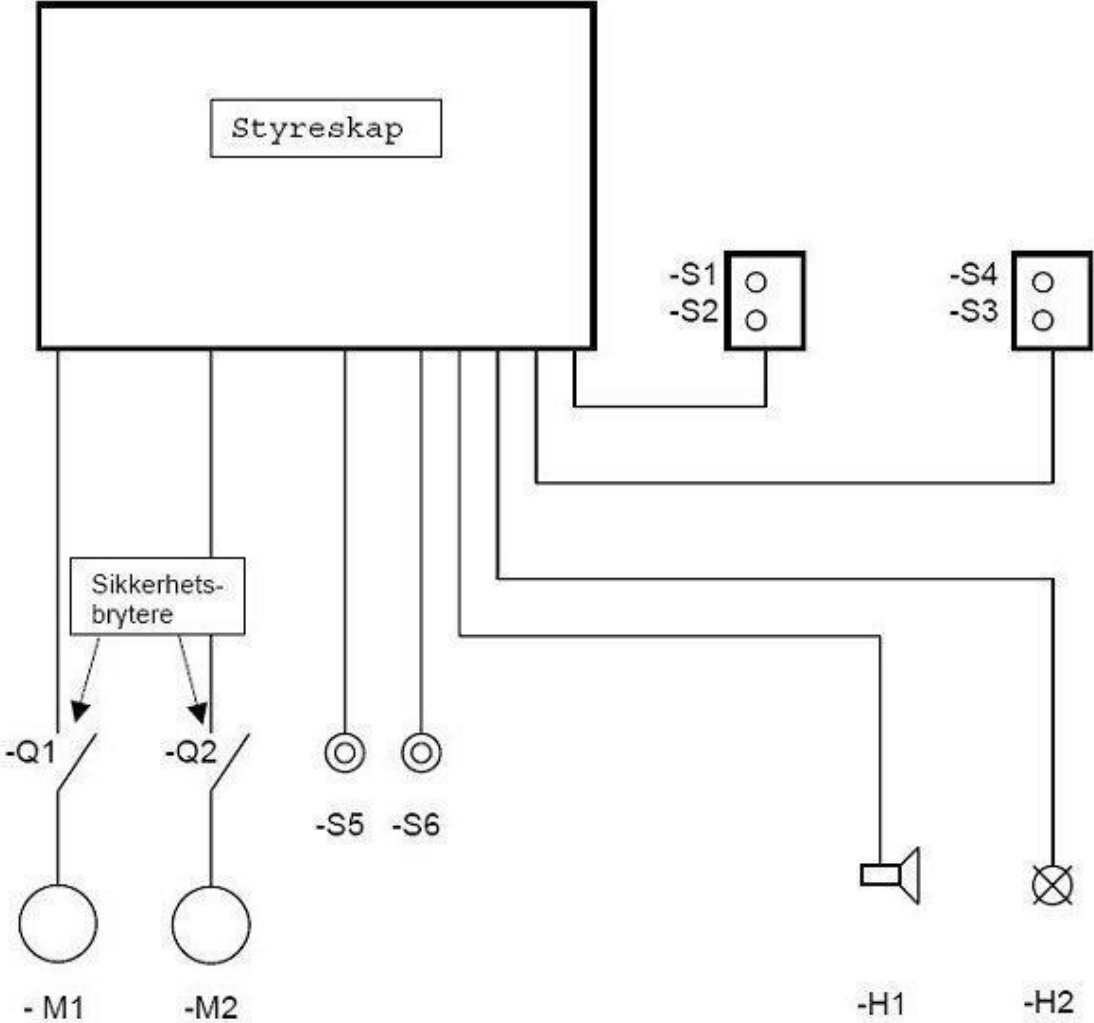 Styreskap
-S1
-S2
-S4
-S3
Sikkerhets-
brytere
-Q1
-Q2
-S5
-S6
- M1
-M2
-H1
-H2